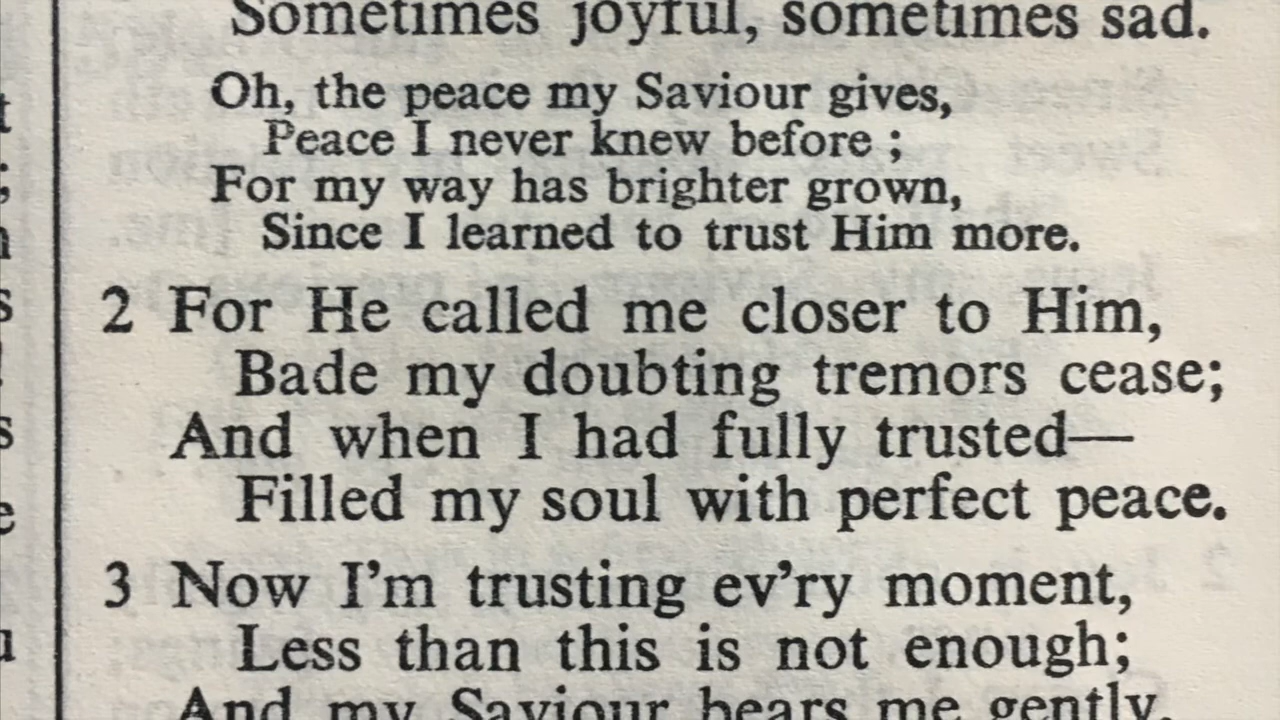 Sometimes joyful, sometimes sad.
Oh, the peace my Saviour gives,
Peace I never knew before ;
For my way has brighter grown,
Since I learned to trust Him more.
2 For He called me closer to Him,
Bade my doubting tremors cease;
And when I had fully trusted—
Filled my soul with perfect peace.
3 Now I'm trusting ev'ry moment,
Less than this is not enough;
And my Saviour bears me gently,